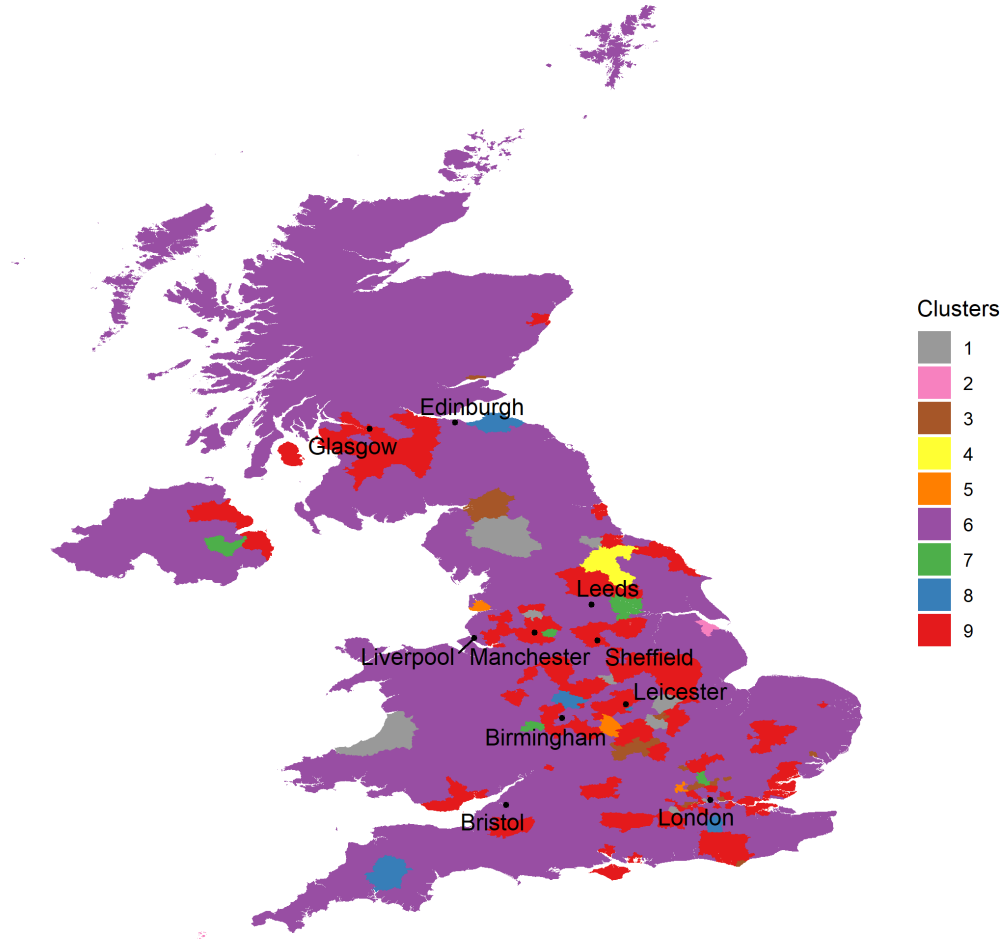 Clusters
1
2
3
4
5
6
7
8
9
Edinburgh
Glasgow
Leeds
Liverpool
Manchester
Sheffield
Leicester
Birmingham
London
Bristol